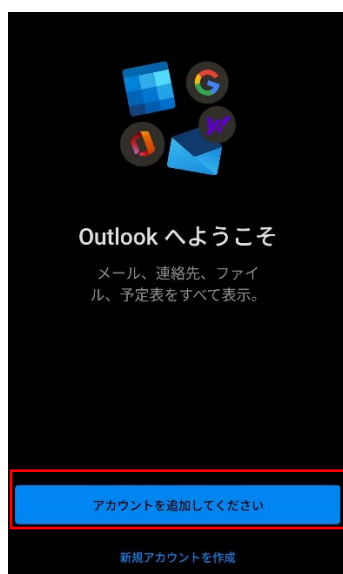 Outlook へようこそ
メール、連絡先、ファイ
ル、予定表をすべて表示。
アカウントを追加してください
新規アカウントを作成